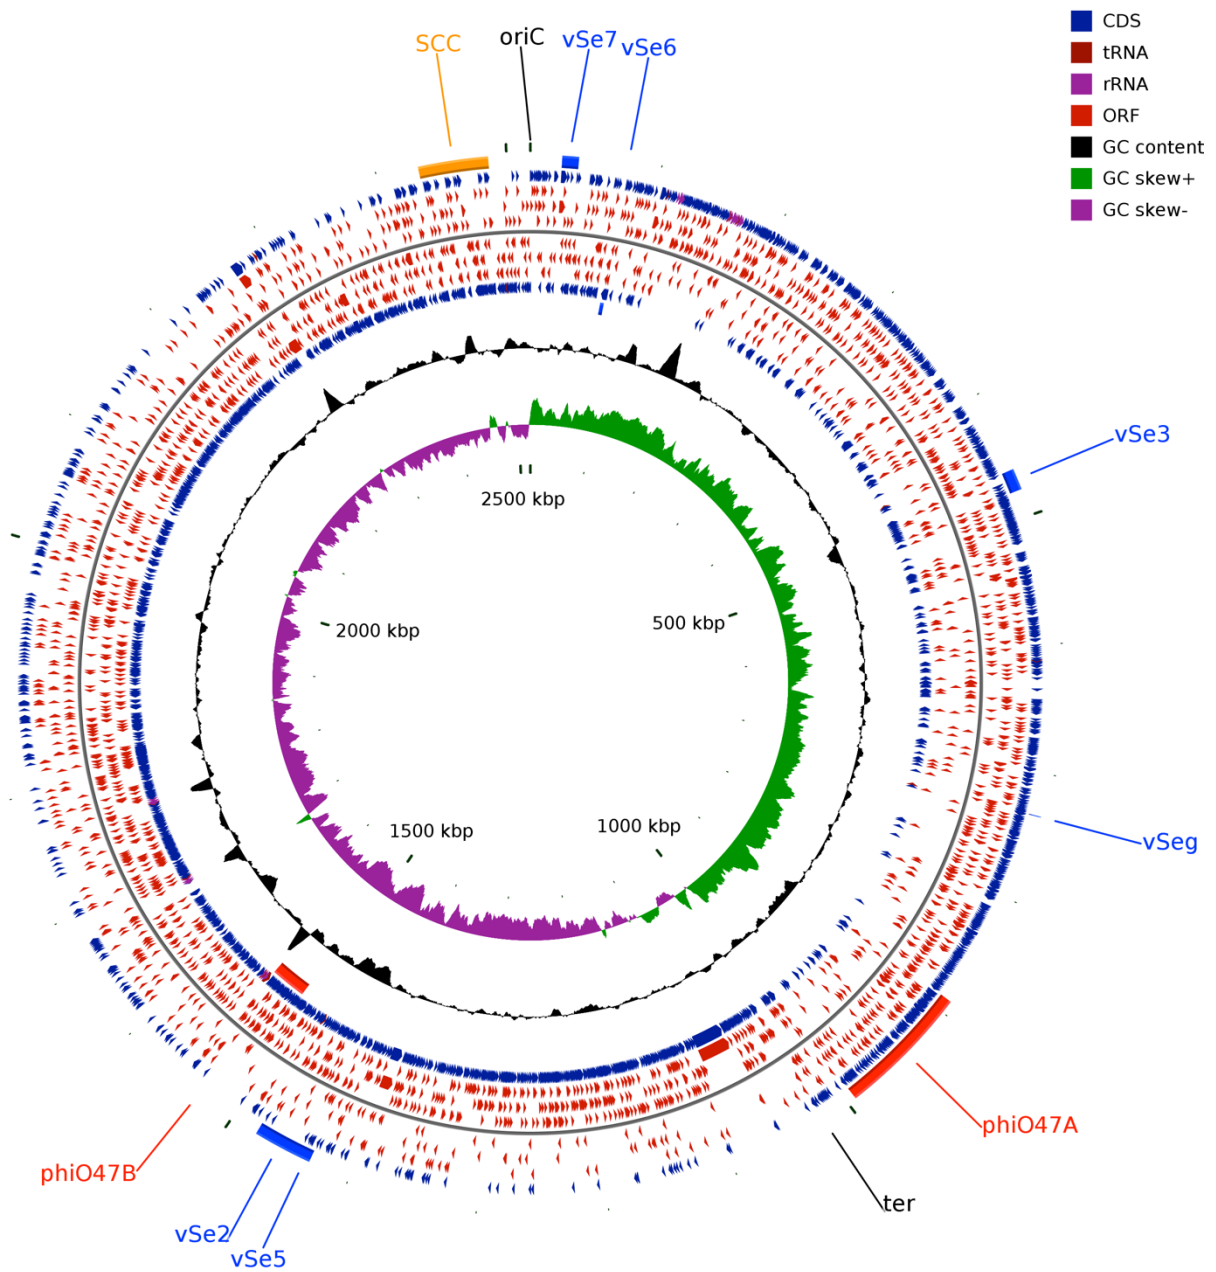 SCC
oriC
vSe7
vSe6
CDS
tRNA
rRNA
ORF
GC content
GC skew+
GC skew-
vSe3
2500 kbp
2000 kbp
500 kbp
1500 kbp
1000 kbp
vSeg
phiO47A
phiO47B
ter
vSe2
vSe5